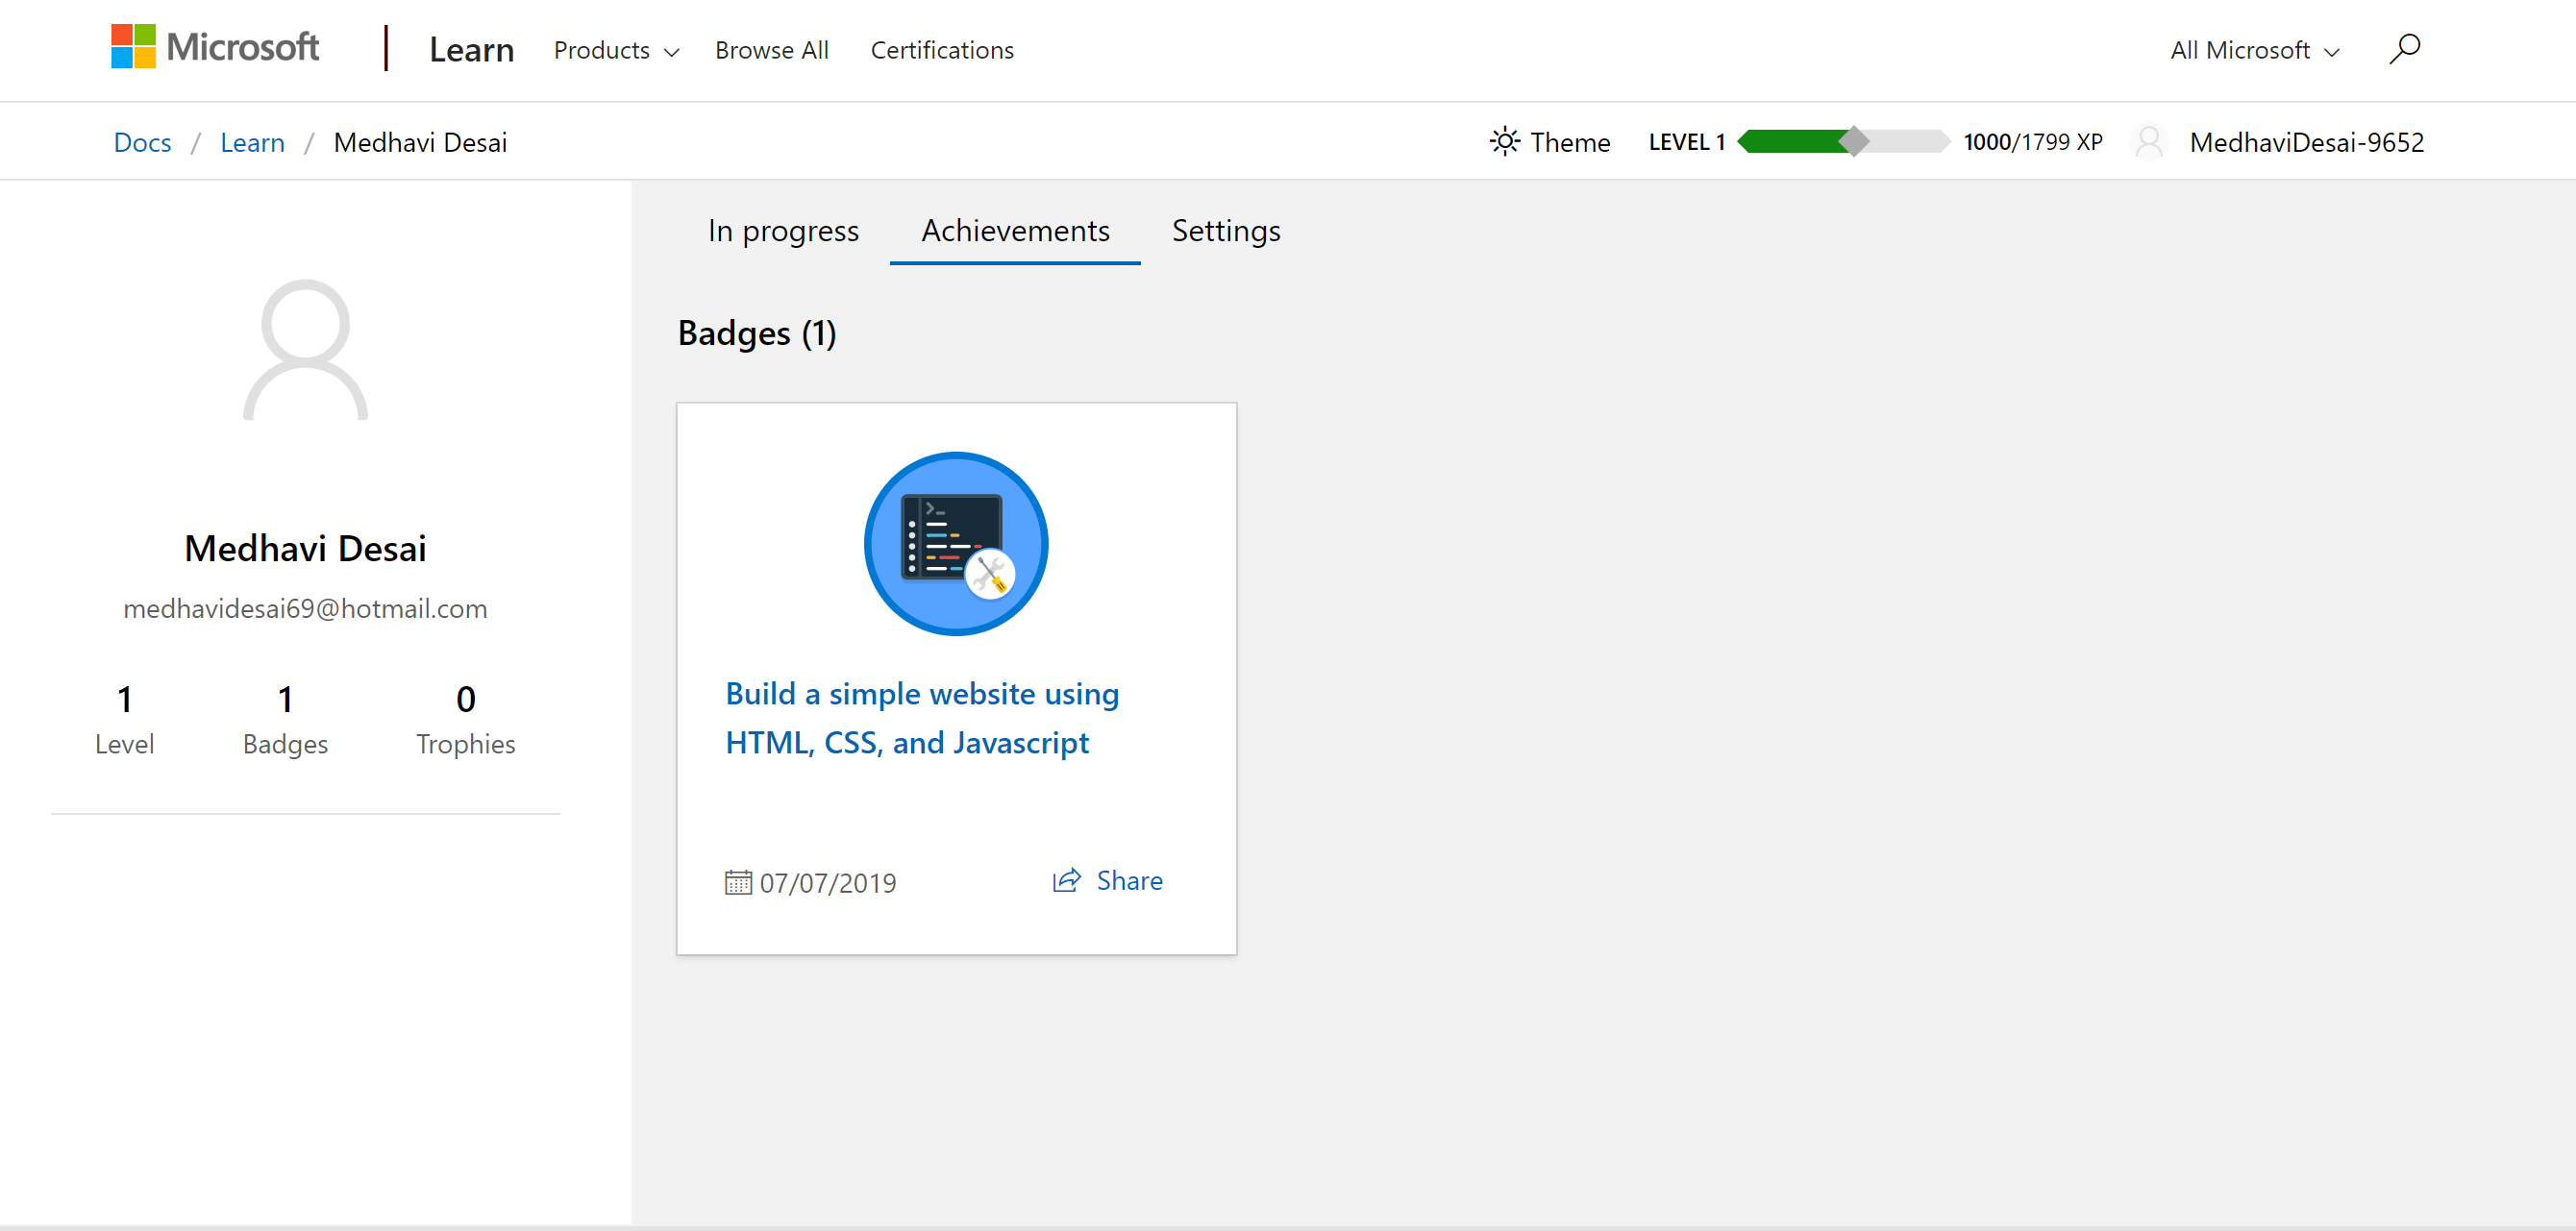 Microsoft | Learn Products Browse All Certifications All Microsoft
Docs / Learn / Medhavi Desai Theme LEVEL 1 1000/1799 XP MedhaviDesai-9652
In progress Achievements Settings
Badges (1)
Medhavi Desai
medhavidesai69@hotmail.com
1 1 0
Level Badges Trophies
Build a simple website using
HTML, CSS, and Javascript
07/07/2019 Share